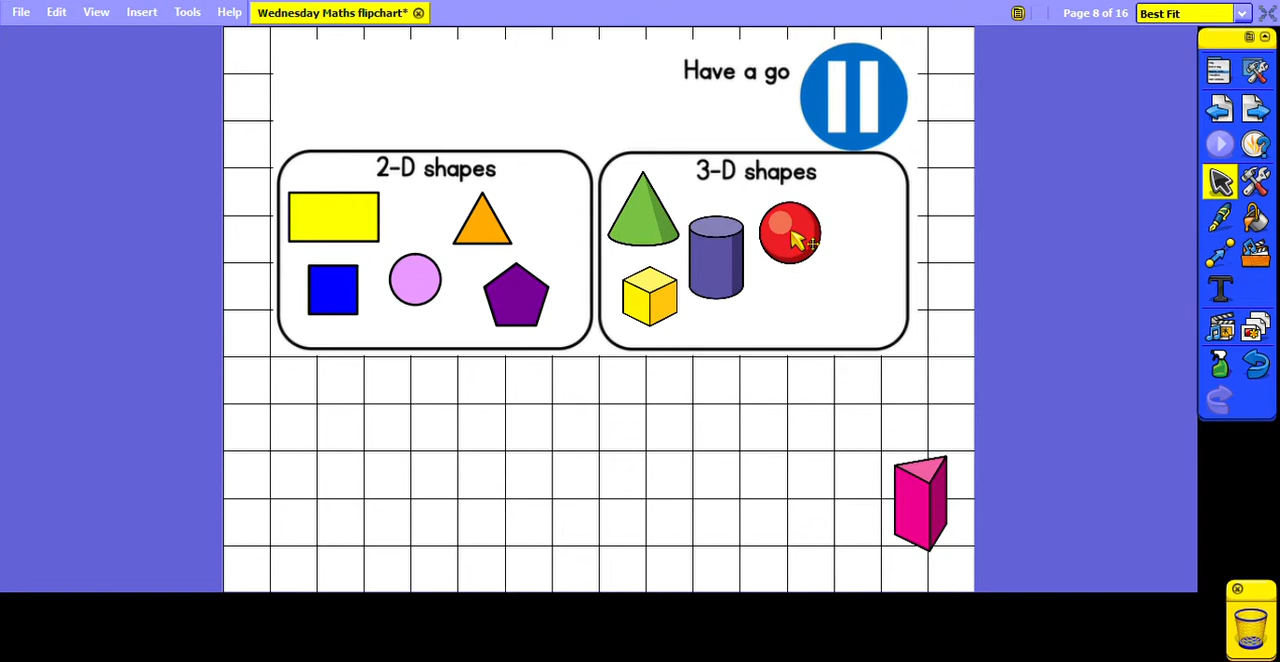 File Edit View Insert Tools Help Wednesday Maths flipchart* Page 8 of 16 Best Fit
Have a go
2-D shapes
3-D shapes
T